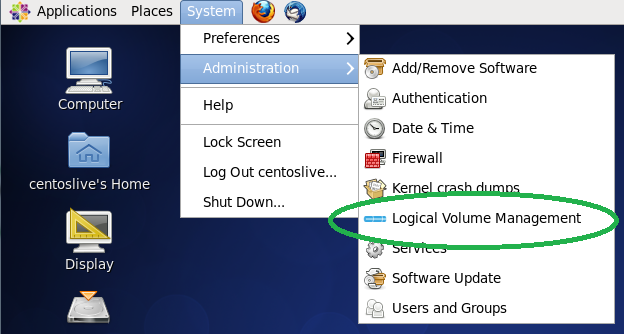 Applications Places System
Preferences
Administration
Help
Lock Screen
Log Out centoslive...
Shut Down...
Add/Remove Software
Authentication
Date & Time
Firewall
Kernel crash dumps
Logical Volume Management
Services
Software Update
Users and Groups
Computer
centoslive's Home
Display